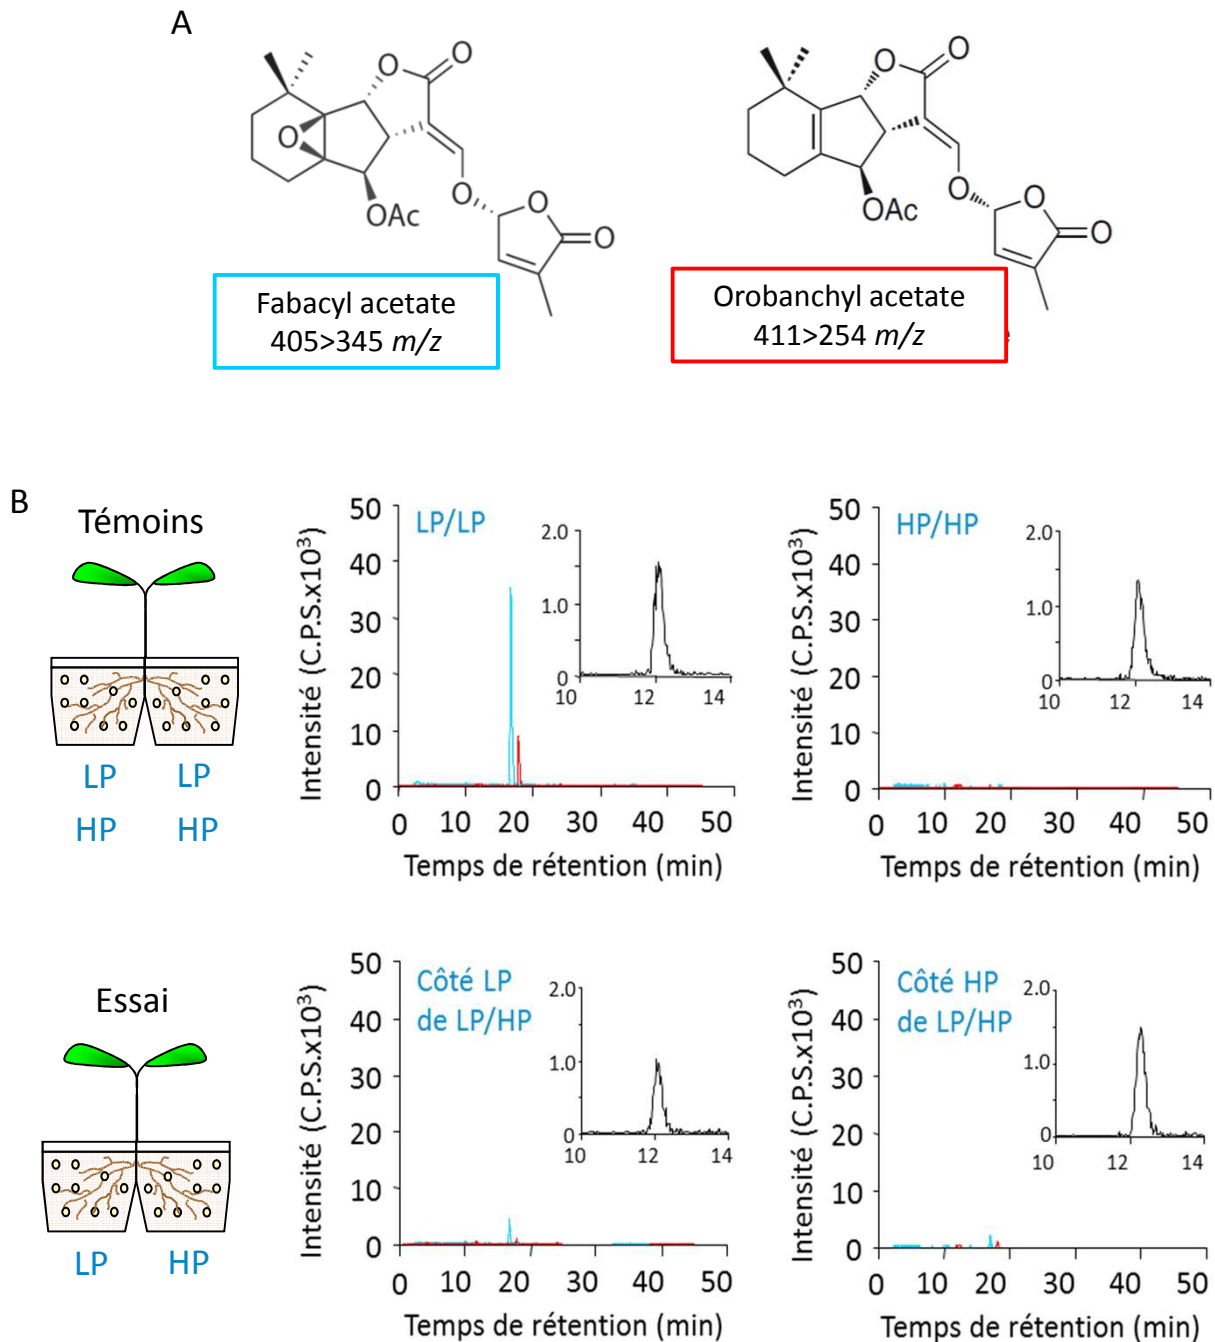 A
O
O
O
OAc
O
O
O
Fabacyl acetate
405>345 m/z
O
O
OAc
O
O
O
Orobanchyl acetate
411>254 m/z
e
B
Témoins
LP LP
HP HP
LP/LP
Intensité (C.P.S.x10³)
50
40
30
20
10
0
0 10 20 30 40 50
Temps de rétention (min)
2.0
1.0
0
10 12 14
HP/HP
Intensité (C.P.S.x10³)
50
40
30
20
10
0
0 10 20 30 40 50
Temps de rétention (min)
2.0
1.0
0
10 12 14
Essai
LP HP
Côté LP
de LP/HP
Intensité (C.P.S.x10³)
50
40
30
20
10
0
0 10 20 30 40 50
Temps de rétention (min)
2.0
1.0
0
10 12 14
Côté HP
de LP/HP
Intensité (C.P.S.x10³)
50
40
30
20
10
0
0 10 20 30 40 50
Temps de rétention (min)
2.0
1.0
0
10 12 14